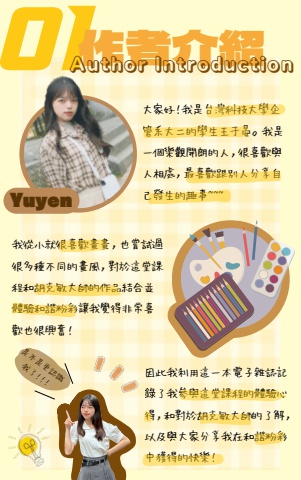 01
作者介紹
Author Introduction
大家好!我是台灣科技大學企
管系大二的學生王于焉。我是
一個樂觀開朗的人,很喜歡與
人相處,最喜歡跟別人分享自
己發生的趣事~~~
Yuyen
我從小就很喜歡畫畫,也嘗試過
很多種不同的畫風,對於這堂課
程和胡克敏大師的作品結合並
體驗和諧粉彩讓我覺得非常喜
歡也很興奮!
我!!!!
因此我利用這一本電子雜誌記
錄了我參與這堂課程的體驗心
得,和對於胡克敏大師的了解,
以及與大家分享我在和諧粉彩
中獲得的快樂!